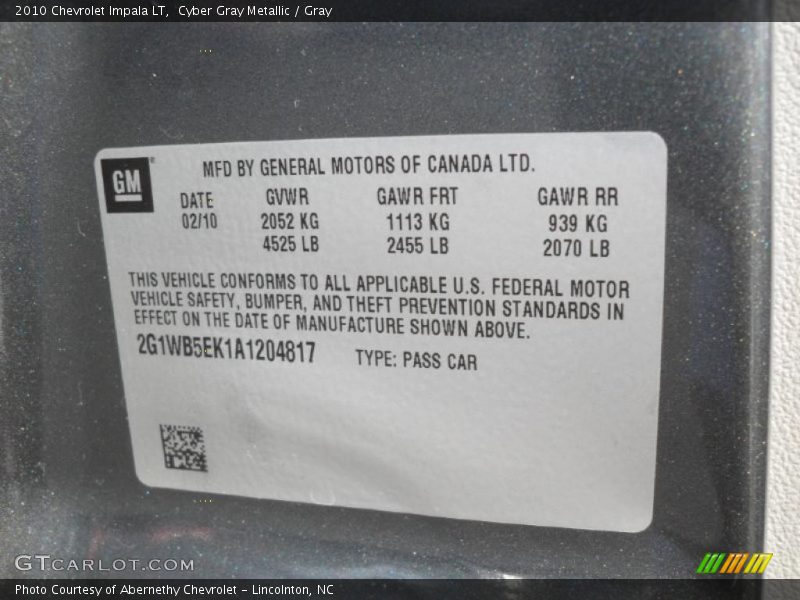 2010 Chevrolet Impala LT, Cyber Gray Metallic / Gray
GM
MFD BY GENERAL MOTORS OF CANADA LTD.
DATE GVWR GAWR FRT GAWR RR
02/10 2052 KG 1113 KG 939 KG
4525 LB 2455 LB 2070 LB
THIS VEHICLE CONFORMS TO ALL APPLICABLE U.S. FEDERAL MOTOR
VEHICLE SAFETY, BUMPER, AND THEFT PREVENTION STANDARDS IN
EFFECT ON THE DATE OF MANUFACTURE SHOWN ABOVE.
2G1WB5EK1A1204817 TYPE: PASS CAR
GTCARLOT.COM
Photo Courtesy of Abernethy Chevrolet – Lincolnton, NC